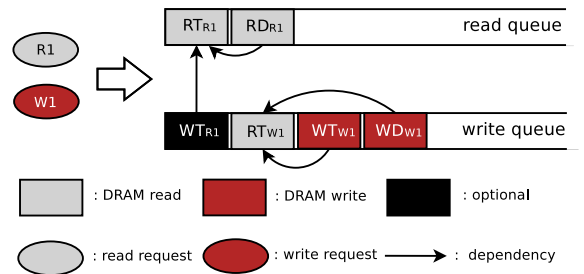 RTR1 RDR1 read queue
R1
W1
WTR1 RTW1 WTW1 WDW1 write queue
: DRAM read : DRAM write : optional
: read request : write request : dependency